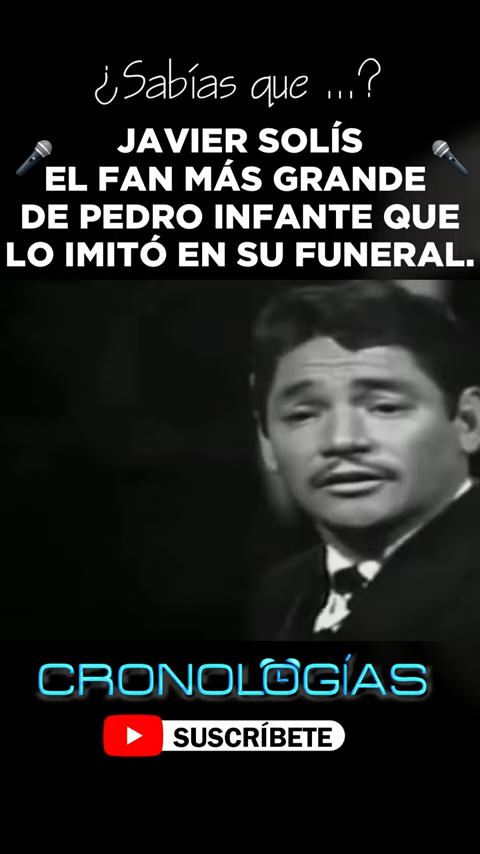 ¿Sabías que ...?
JAVIER SOLÍS
EL FAN MÁS GRANDE
DE PEDRO INFANTE QUE
LO IMITÓ EN SU FUNERAL.
CRONOLOGÍAS
SUSCRÍBETE